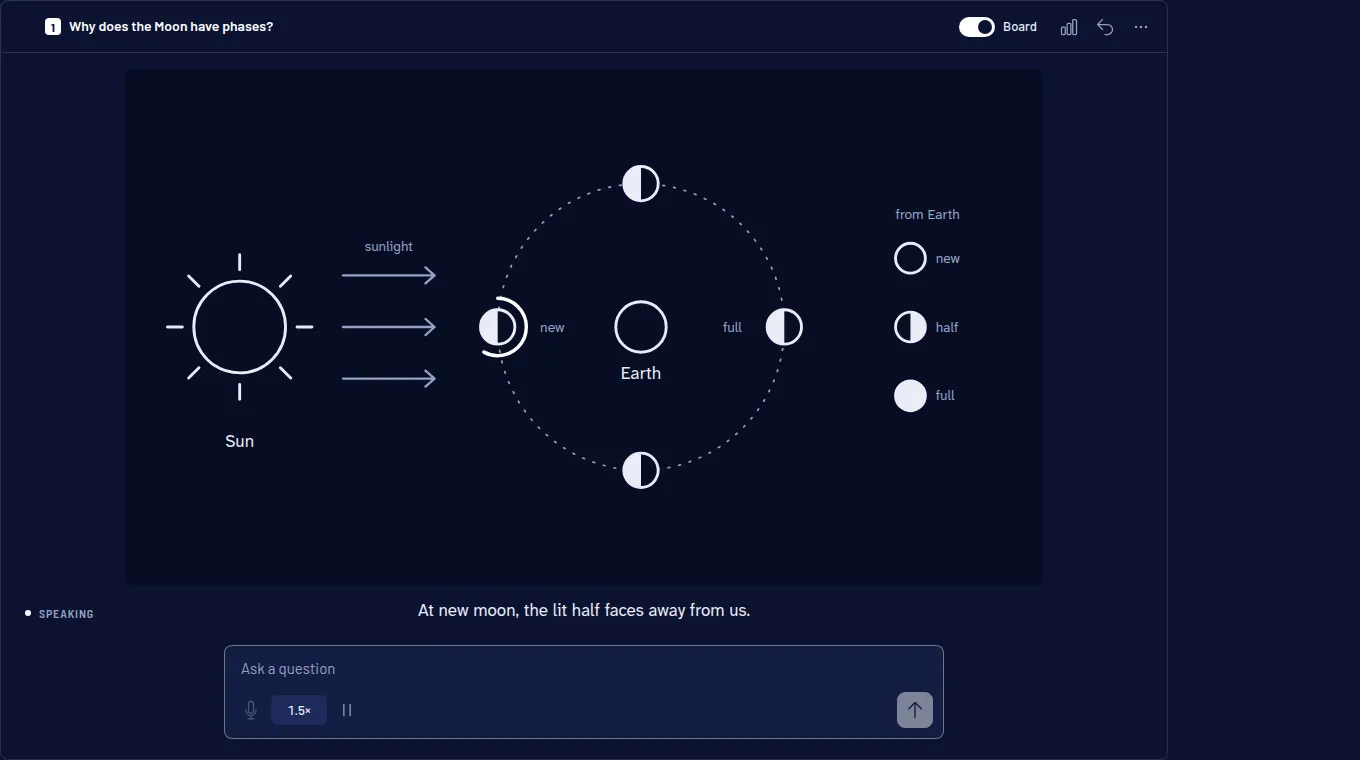 1 Why does the Moon have phases?
Board
sunlight
from Earth
new
half
full
new
full
Earth
Sun
SPEAKING
At new moon, the lit half faces away from us.
Ask a question
1.5×